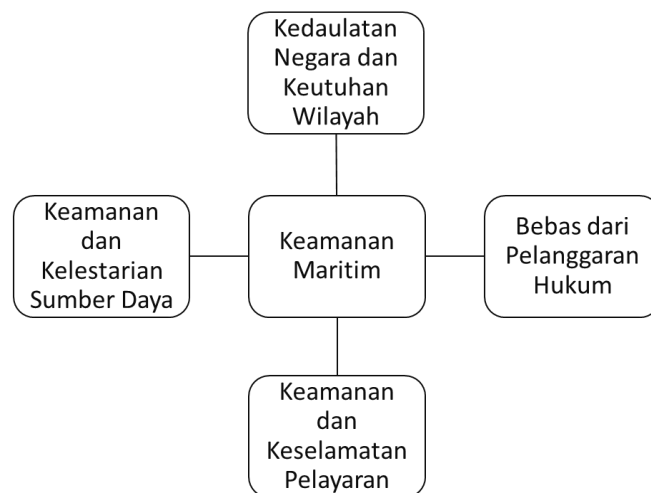 Kedaulatan
Negara dan
Keutuhan
Wilayah
Keamanan
dan
Kelestarian
Sumber Daya
Keamanan
Maritim
Bebas dari
Pelanggaran
Hukum
Keamanan
dan
Keselamatan
Pelayaran